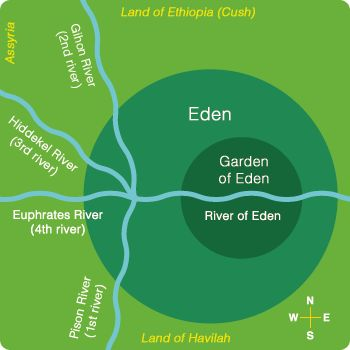 Land of Ethiopia (Cush)
Assyria
Gihon River
(2nd river)
Eden
Hiddekel River
(3rd river)
Garden
of Eden
Euphrates River
(4th river)
River of Eden
Pison River
(1st river)
N
W E
S
Land of Havilah